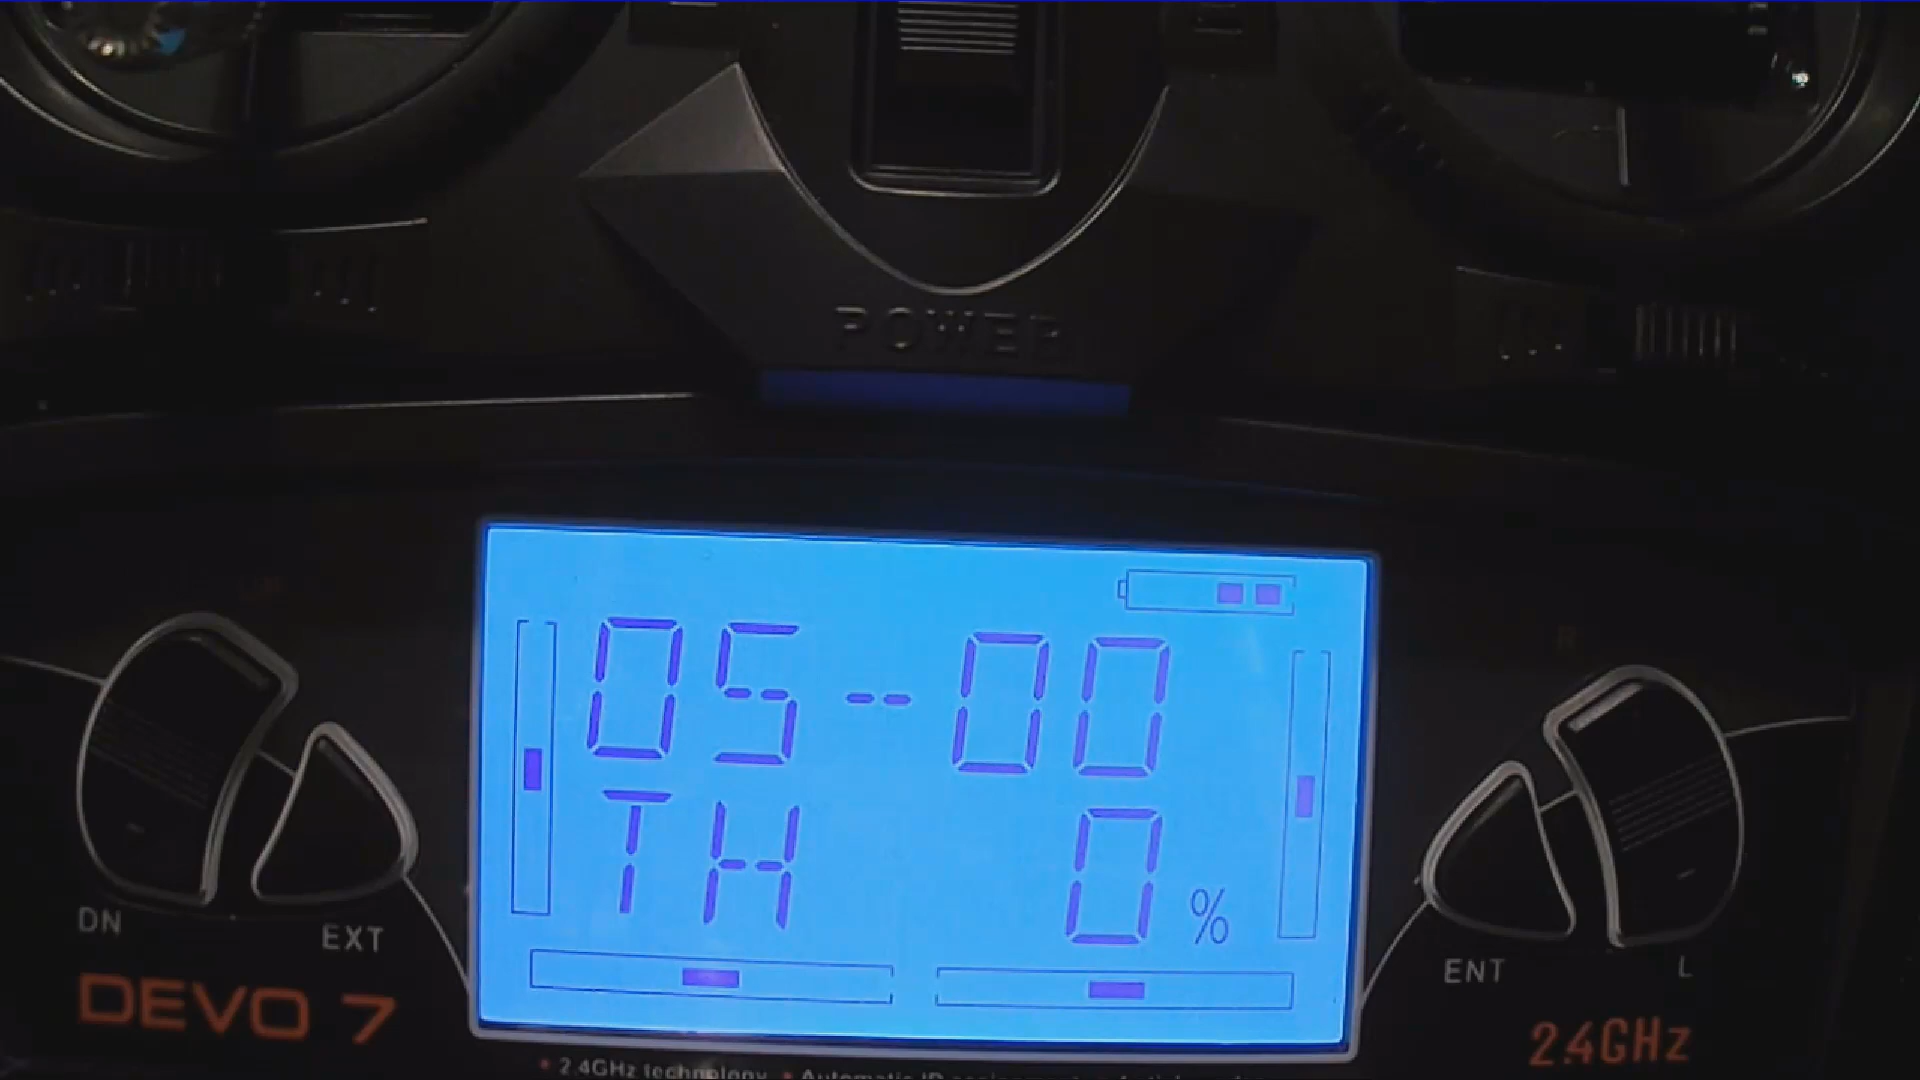 POWER
05--00
TH 0 %
DN EXT
ENT L
DEVO 7
2.4GHz
* 2.4GHz technology * Automatic ID